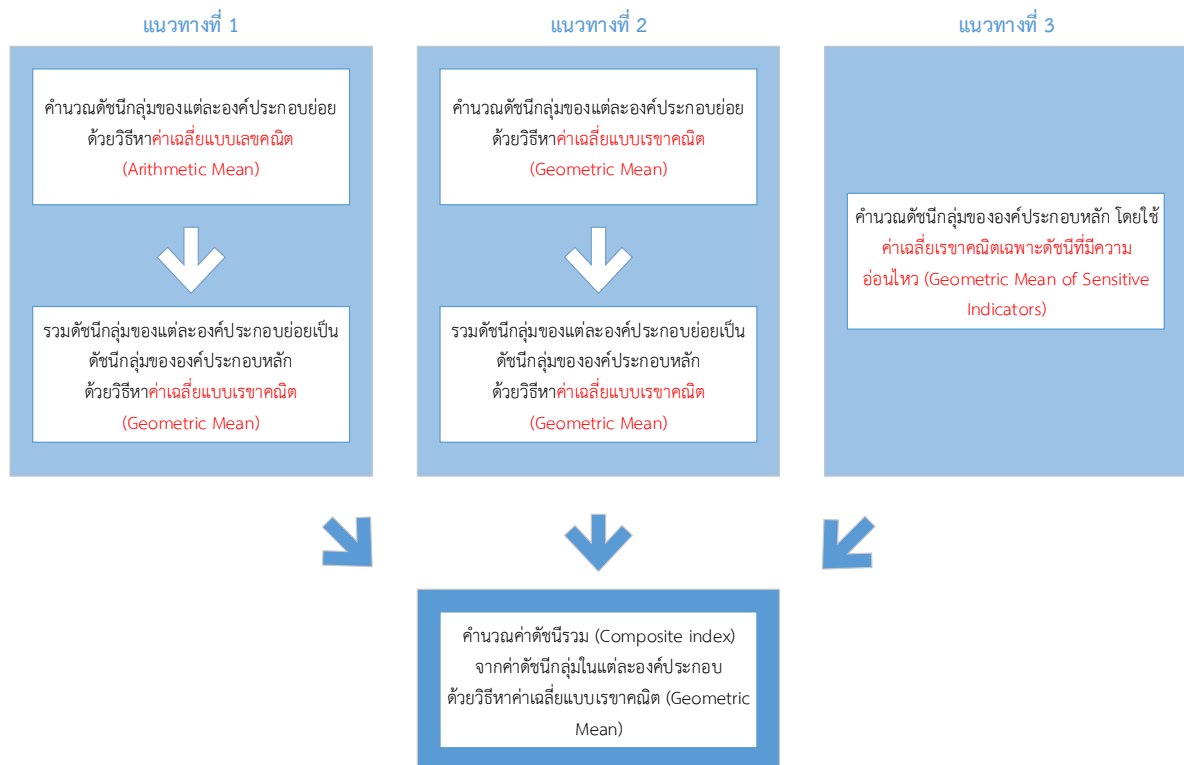 แนวทางที่ 1
คำนวณดัชนีกลุ่มของแต่ละองค์ประกอบย่อย
ด้วยวิธีหาค่าเฉลี่ยแบบเลขคณิต
(Arithmetic Mean)
รวมดัชนีกลุ่มของแต่ละองค์ประกอบย่อยเป็น
ดัชนีกลุ่มขององค์ประกอบหลัก
ด้วยวิธีหาค่าเฉลี่ยแบบเรขาคณิต
(Geometric Mean)
แนวทางที่ 2
คำนวณดัชนีกลุ่มของแต่ละองค์ประกอบย่อย
ด้วยวิธีหาค่าเฉลี่ยแบบเรขาคณิต
(Geometric Mean)
รวมดัชนีกลุ่มของแต่ละองค์ประกอบย่อยเป็น
ดัชนีกลุ่มขององค์ประกอบหลัก
ด้วยวิธีหาค่าเฉลี่ยแบบเรขาคณิต
(Geometric Mean)
แนวทางที่ 3
คำนวณดัชนีกลุ่มขององค์ประกอบหลัก โดยใช้
ค่าเฉลี่ยเรขาคณิตเฉพาะดัชนีที่มีความ
อ่อนไหว (Geometric Mean of Sensitive
Indicators)
คำนวณค่าดัชนีรวม (Composite index)
จากค่าดัชนีกลุ่มในแต่ละองค์ประกอบ
ด้วยวิธีหาค่าเฉลี่ยแบบเรขาคณิต (Geometric
Mean)